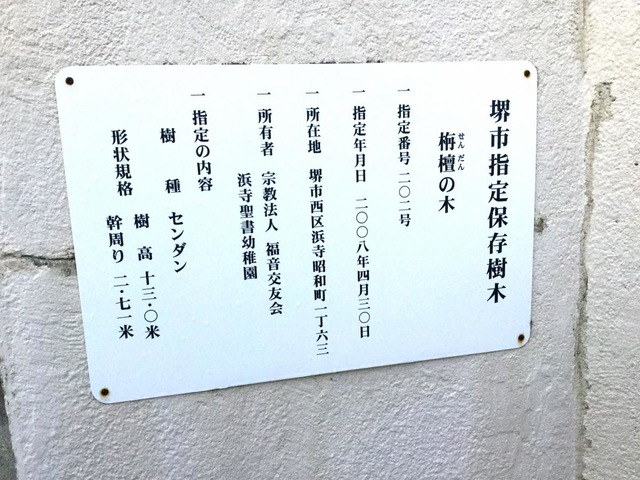 堺市指定保存樹木
せんだん
栴檀の木
一指定番号 二〇二号
一指定年月日 二〇〇八年四月三〇日
一所在地 堺市西区浜寺昭和町一丁六三
一所有者 宗教法人 福音交友会
浜寺聖書幼稚園
一指定の内容
樹種 センダン
形状規格 樹高 十三・〇米
幹周り 二・七一米